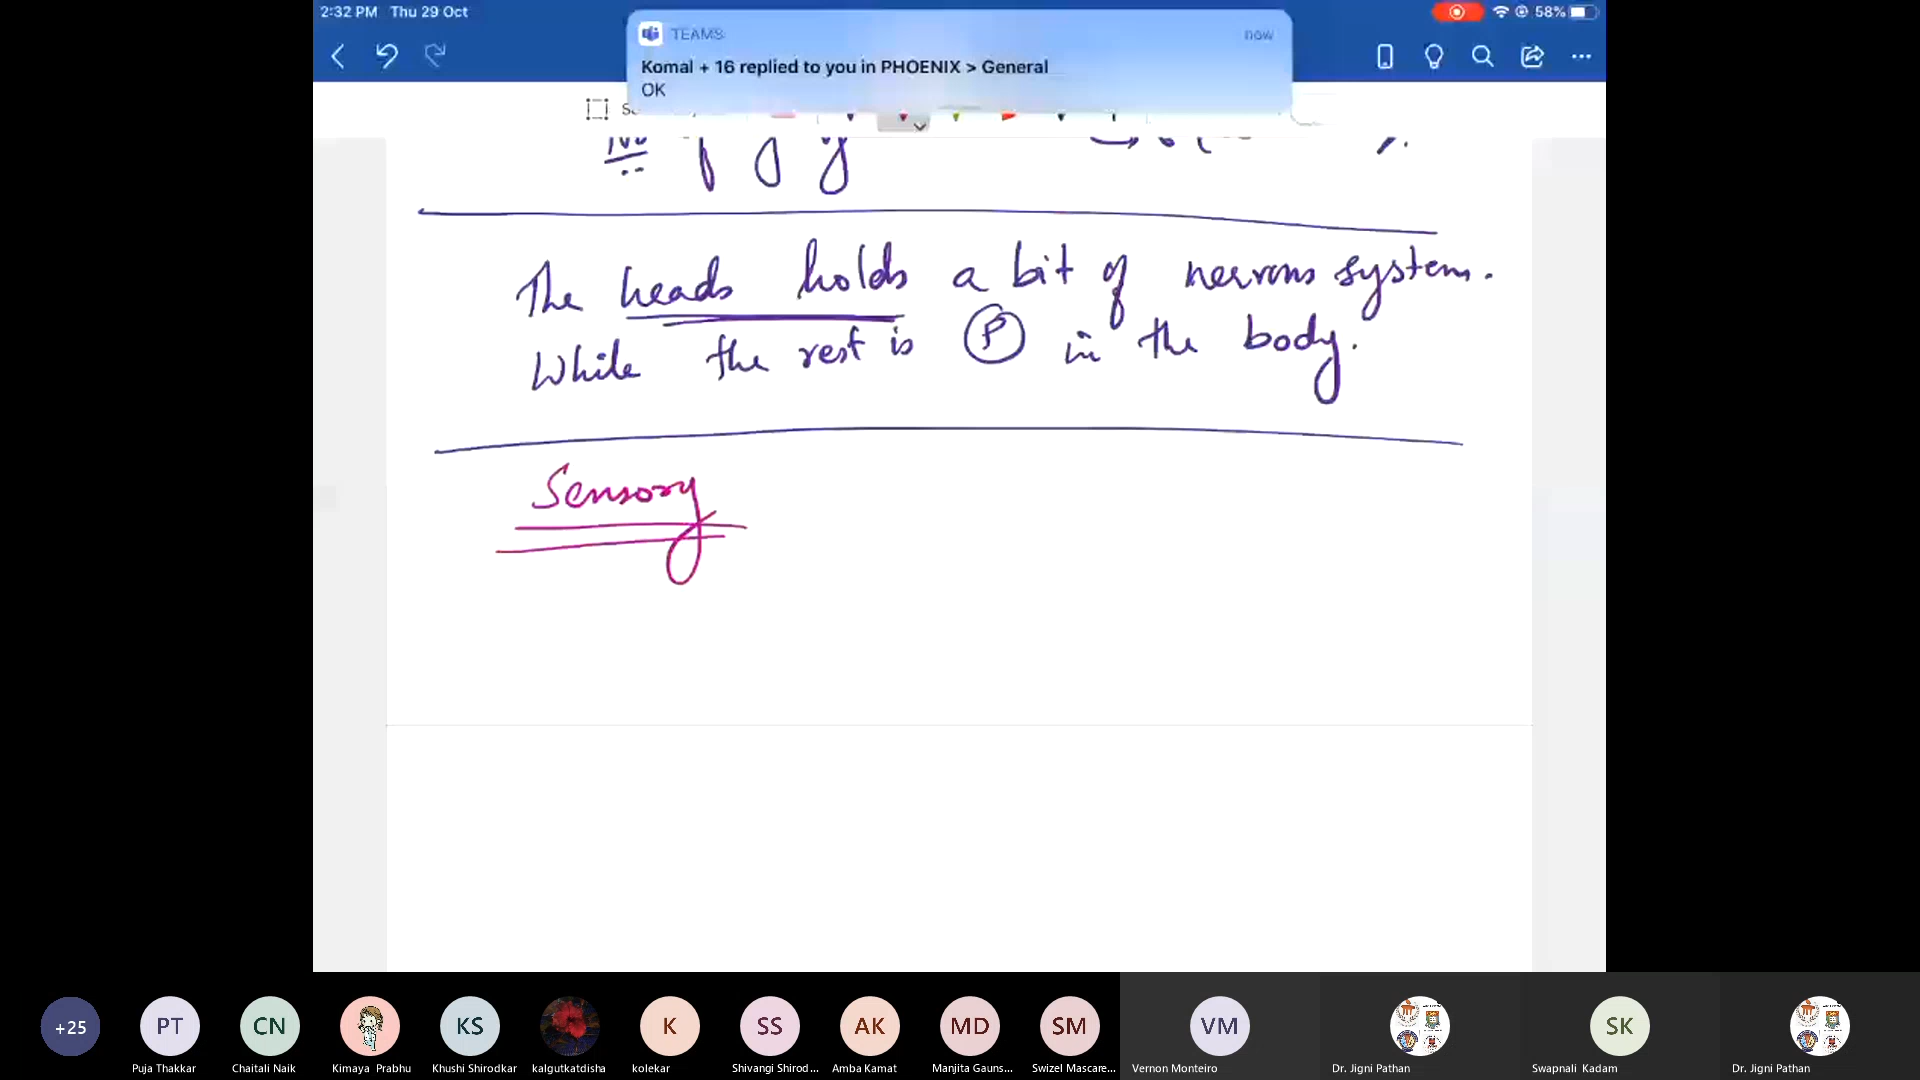 2:32 PM Thu 29 Oct
58%
TEAMS
now
Komal + 16 replied to you in PHOENIX > General
OK
The heads holds a bit of nervous system.
While the rest is P in the body.
Sensory
+25
PT
CN
KS
K
SS
AK
MD
SM
VM
SK
Puja Thakkar
Chaitali Naik
Kimaya Prabhu
Khushi Shirodkar
kalgutkatdisha
kolekar
Shivangi Shirod...
Amba Kamat
Manjita Gauns...
Swizel Mascare...
Vernon Monteiro
Dr. Jigni Pathan
Swapnali Kadam
Dr. Jigni Pathan